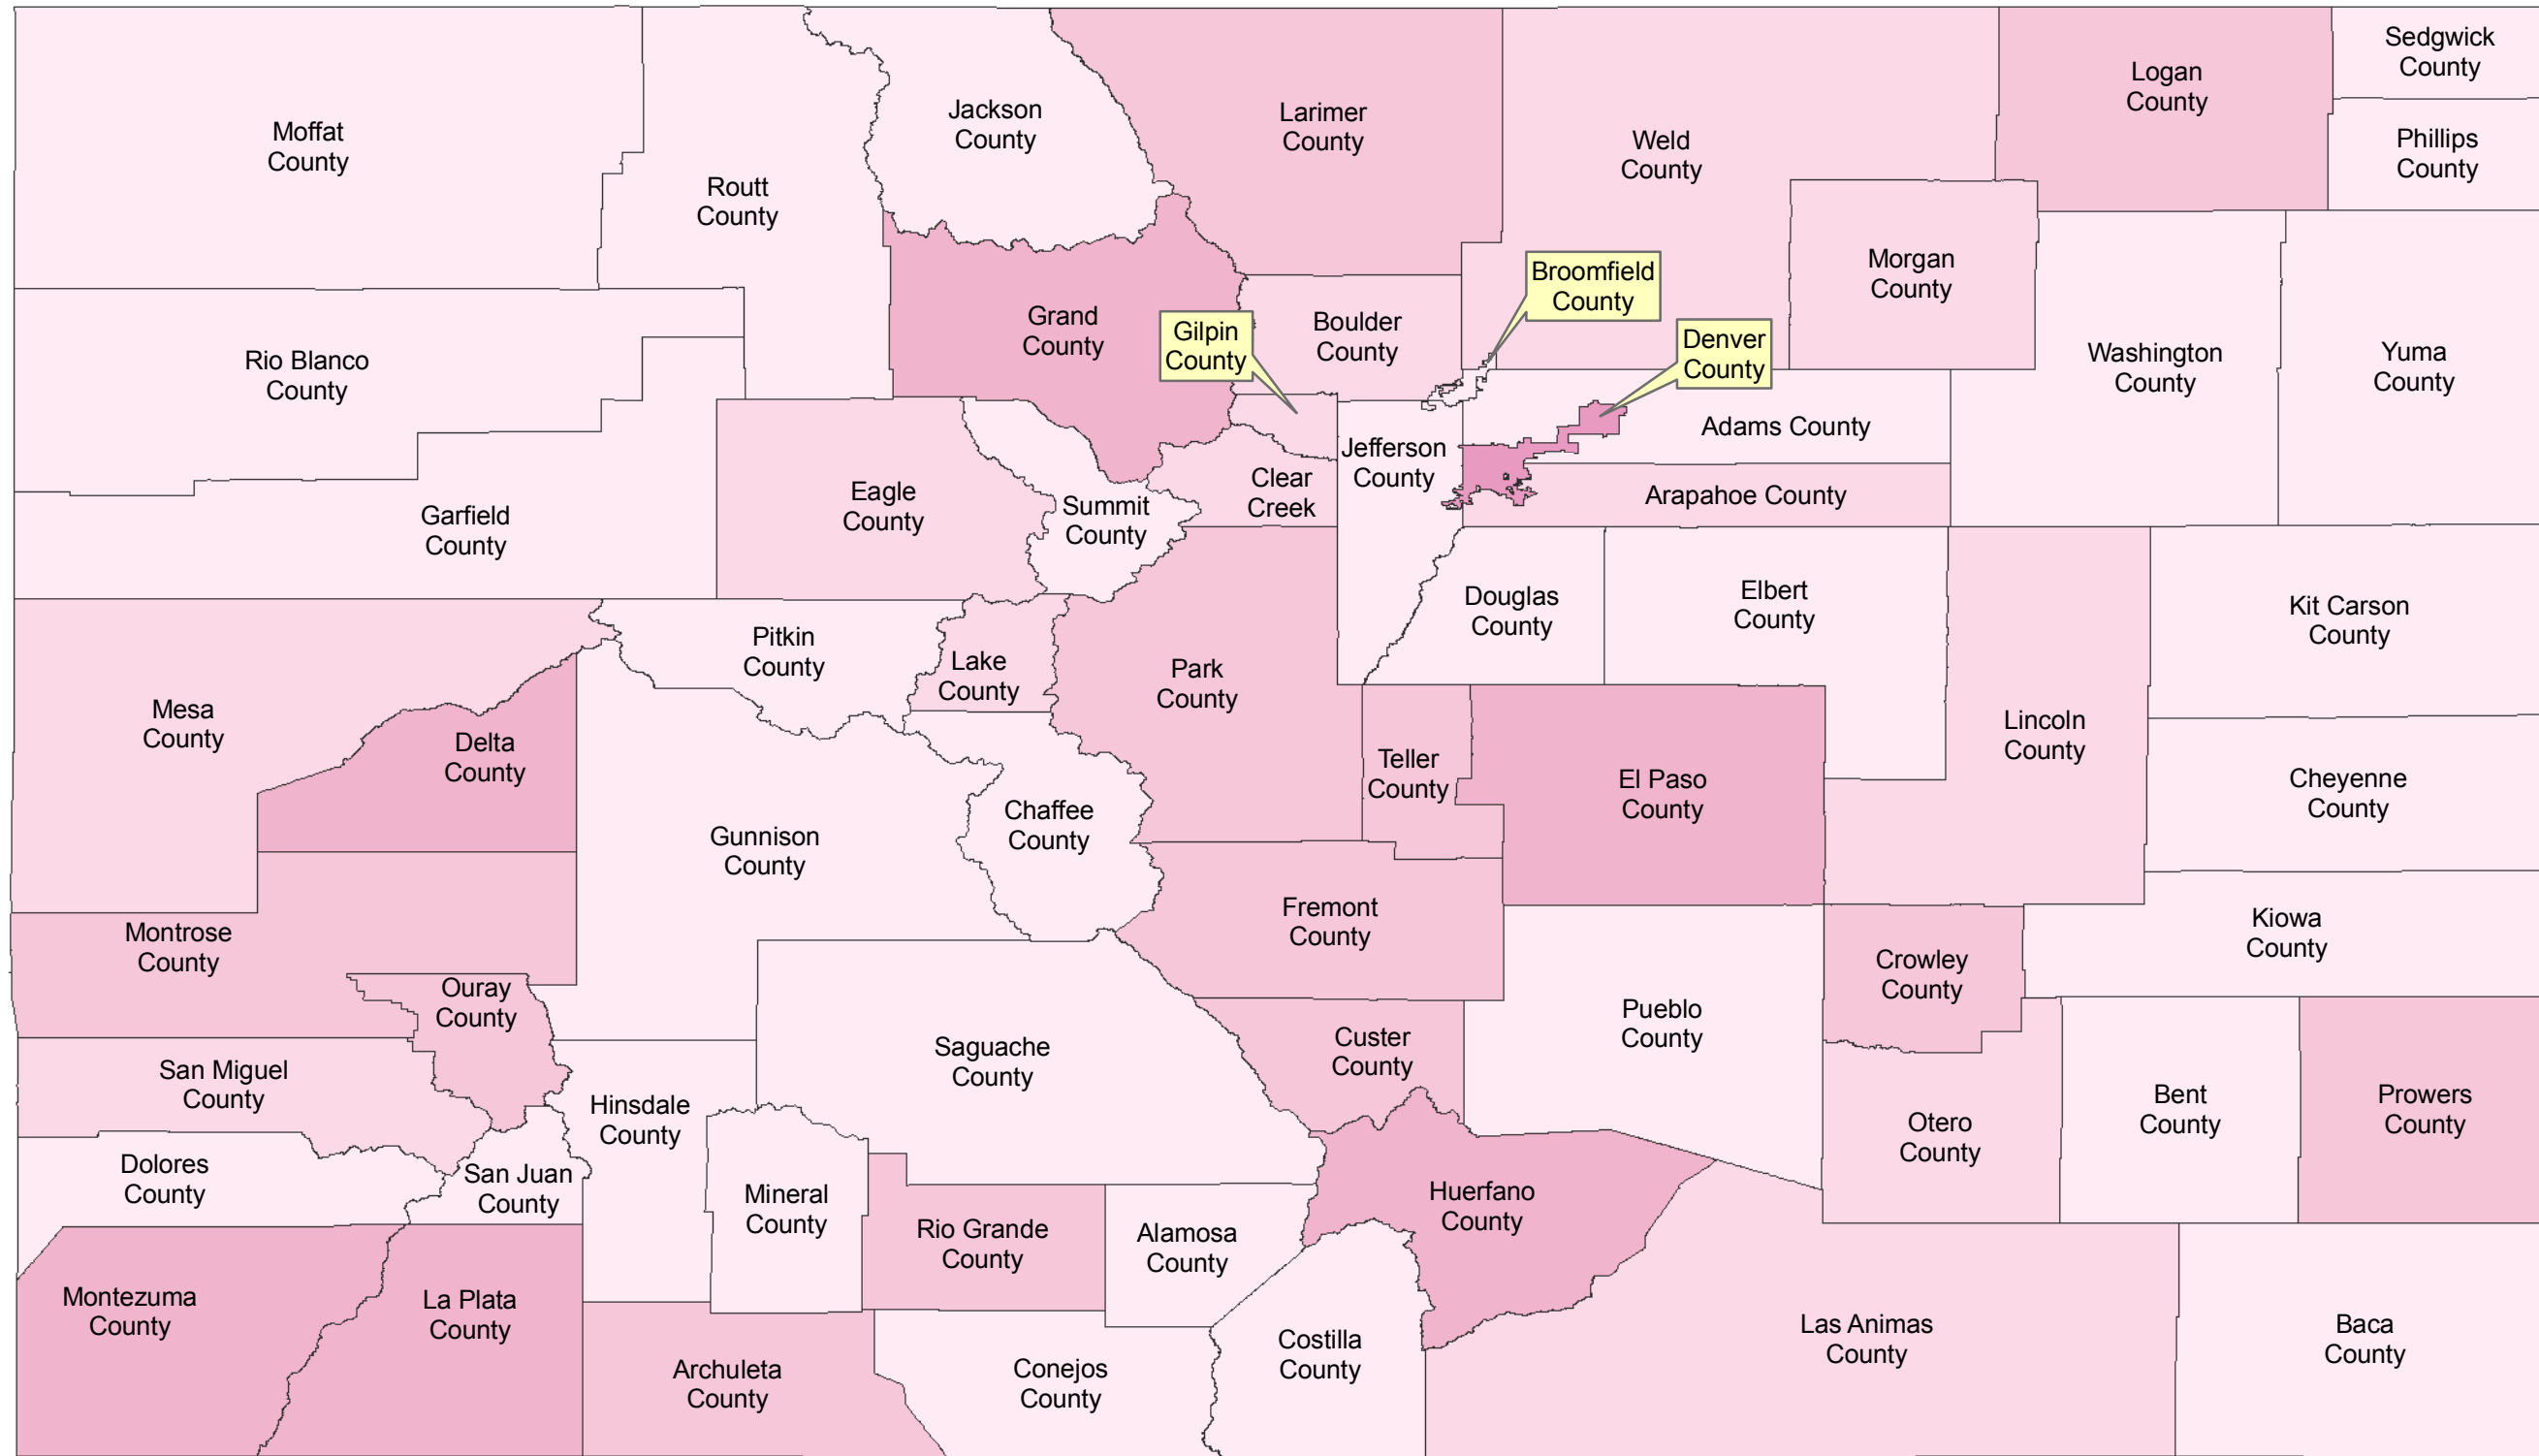 Moffat
County
Routt
County
Jackson
County
Larimer
County
Weld
County
Logan
County
Sedgwick
County
Phillips
County
Rio Blanco
County
Grand
County
Gilpin
County
Boulder
County
Broomfield
County
Denver
County
Morgan
County
Washington
County
Yuma
County
Garfield
County
Eagle
County
Summit
County
Clear
Creek
Jefferson
County
Adams County
Arapahoe County
Mesa
County
Delta
County
Pitkin
County
Lake
County
Park
County
Douglas
County
Elbert
County
Lincoln
County
Kit Carson
County
Cheyenne
County
Gunnison
County
Chaffee
County
Teller
County
El Paso
County
Montrose
County
Ouray
County
Fremont
County
Crowley
County
Kiowa
County
San Miguel
County
Hinsdale
County
Saguache
County
Custer
County
Pueblo
County
Otero
County
Bent
County
Prowers
County
Dolores
County
San Juan
County
Mineral
County
Rio Grande
County
Alamosa
County
Huerfano
County
Montezuma
County
La Plata
County
Archuleta
County
Conejos
County
Costilla
County
Las Animas
County
Baca
County